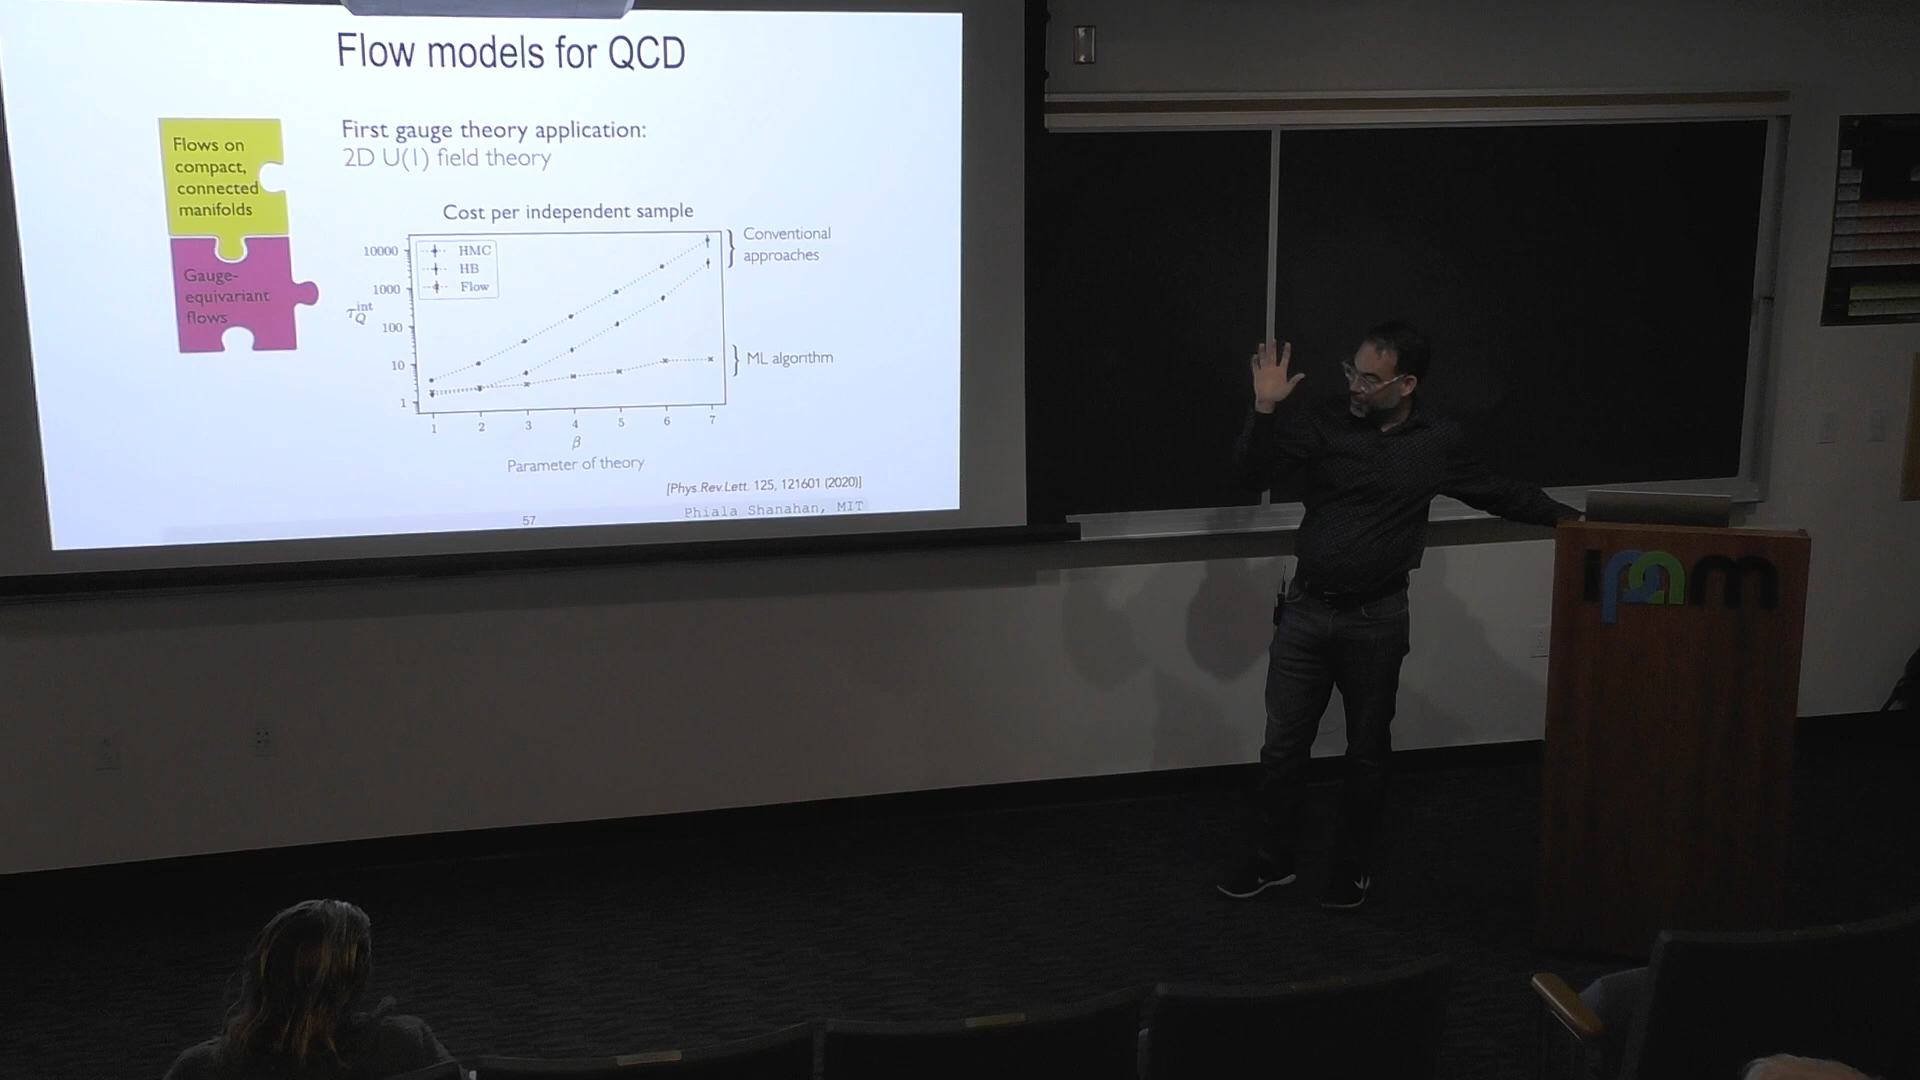 Flow models for QCD
Flows on
compact,
connected
manifolds
Gauge-
equivariant
flows
First gauge theory application:
2D U(1) field theory
Cost per independent sample
10000
1000
100
10
1
τ_Q^int
HMC
HB
Flow
Conventional
approaches
ML algorithm
1 2 3 4 5 6 7
β
Parameter of theory
[Phys.Rev.Lett. 125, 121601 (2020)]
Phiala Shanahan, MIT
57
ipam